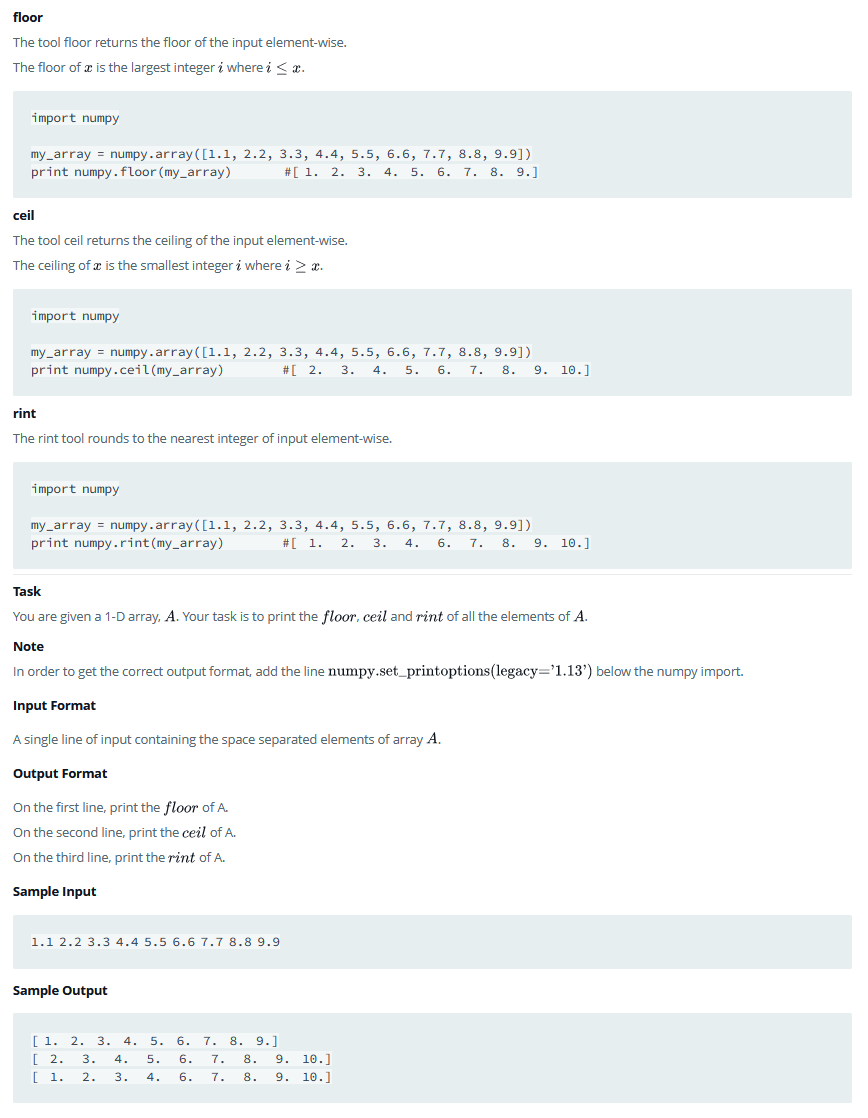 floor
The tool floor returns the floor of the input element-wise.
The floor of x is the largest integer i where i ≤ x.
import numpy
my_array = numpy.array([1.1, 2.2, 3.3, 4.4, 5.5, 6.6, 7.7, 8.8, 9.9])
print numpy.floor(my_array)       #[ 1.  2.  3.  4.  5.  6.  7.  8.  9.]
ceil
The tool ceil returns the ceiling of the input element-wise.
The ceiling of x is the smallest integer i where i ≥ x.
import numpy
my_array = numpy.array([1.1, 2.2, 3.3, 4.4, 5.5, 6.6, 7.7, 8.8, 9.9])
print numpy.ceil(my_array)        #[  2.   3.   4.   5.   6.   7.   8.   9.  10.]
rint
The rint tool rounds to the nearest integer of input element-wise.
import numpy
my_array = numpy.array([1.1, 2.2, 3.3, 4.4, 5.5, 6.6, 7.7, 8.8, 9.9])
print numpy.rint(my_array)        #[  1.   2.   3.   4.   6.   7.   8.   9.  10.]
Task
You are given a 1-D array, A. Your task is to print the floor, ceil and rint of all the elements of A.
Note
In order to get the correct output format, add the line numpy.set_printoptions(legacy='1.13') below the numpy import.
Input Format
A single line of input containing the space separated elements of array A.
Output Format
On the first line, print the floor of A.
On the second line, print the ceil of A.
On the third line, print the rint of A.
Sample Input
1.1 2.2 3.3 4.4 5.5 6.6 7.7 8.8 9.9
Sample Output
[ 1.  2.  3.  4.  5.  6.  7.  8.  9.]
[  2.   3.   4.   5.   6.   7.   8.   9.  10.]
[  1.   2.   3.   4.   6.   7.   8.   9.  10.]